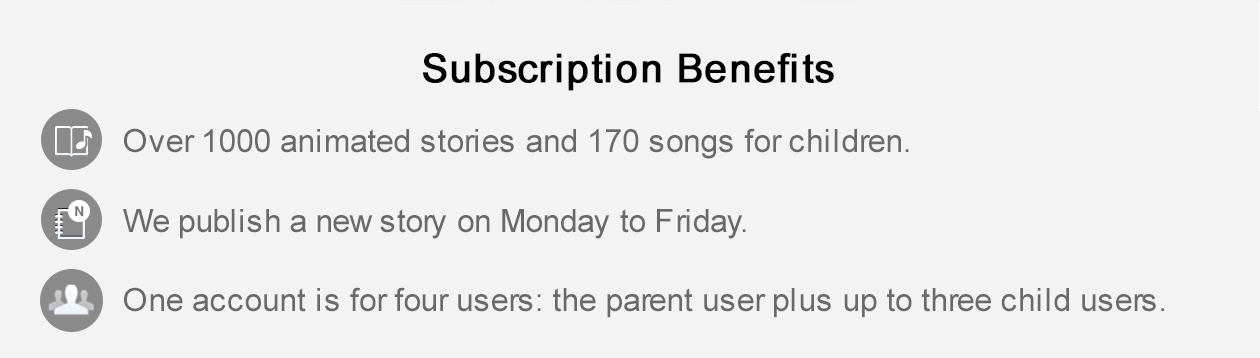 Subscription Benefits
Over 1000 animated stories and 170 songs for children.
N
We publish a new story on Monday to Friday.
One account is for four users: the parent user plus up to three child users.